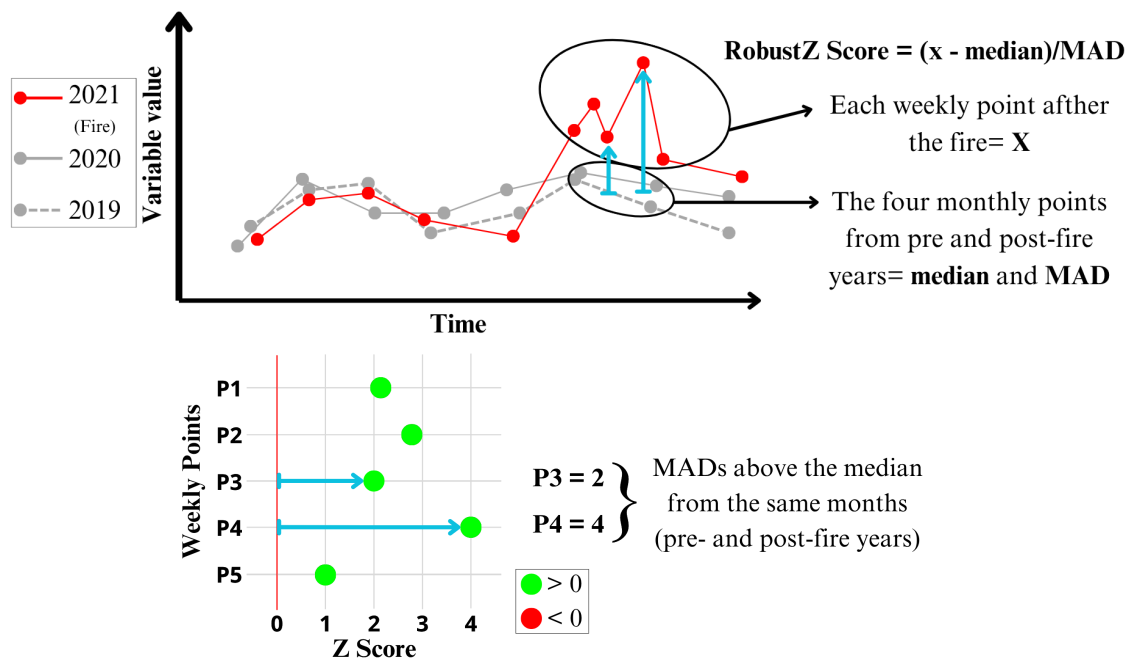 RobustZ Score = (x - median)/MAD
Each weekly point afther
the fire= X
The four monthly points
from pre and post-fire
years= median and MAD
2021
(Fire)
2020
2019
Variable value
Time
Weekly Points
P1
P2
P3
P4
P5
0 1 2 3 4
Z Score
P3 = 2
P4 = 4
MADs above the median
from the same months
(pre- and post-fire years)
> 0
< 0